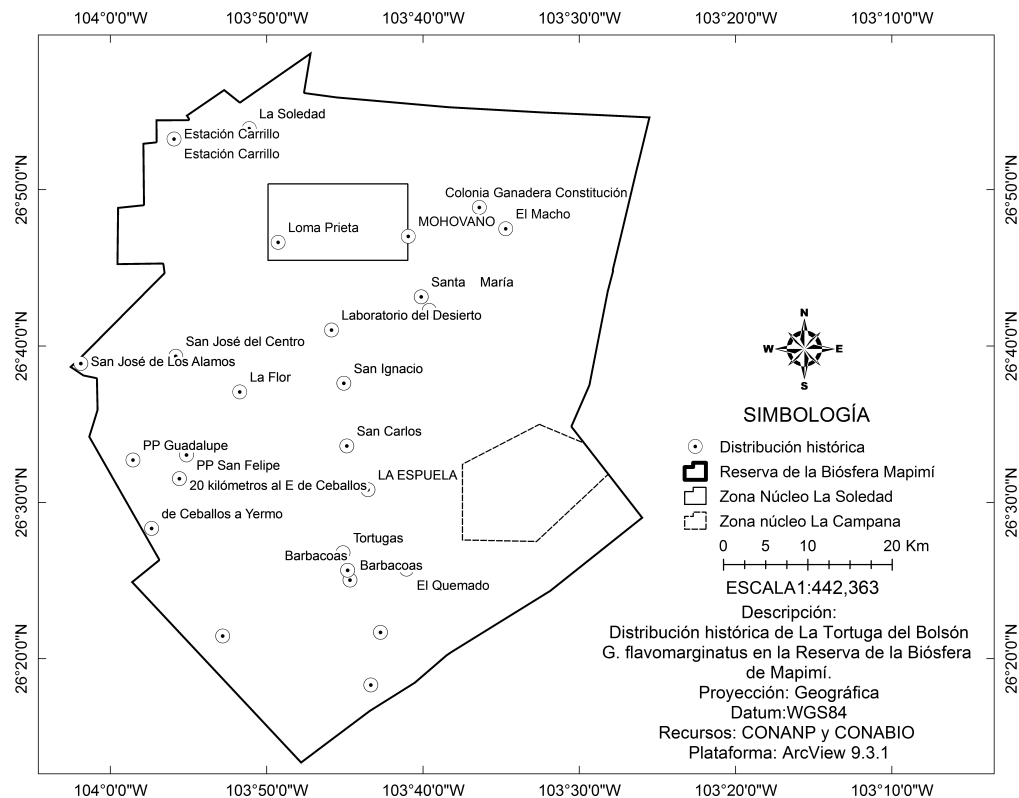 104°0'0"W 103°50'0"W 103°40'0"W 103°30'0"W 103°20'0"W 103°10'0"W
26°50'0"N 26°50'0"N
26°40'0"N 26°40'0"N
26°30'0"N 26°30'0"N
26°20'0"N 26°20'0"N
La Soledad
Estación Carrillo
Estación Carrillo
Colonia Ganadera Constitución
MOHOVANO
El Macho
Loma Prieta
Santa María
Laboratorio del Desierto
San José del Centro
San José de Los Alamos
La Flor
San Ignacio
San Carlos
PP Guadalupe
PP San Felipe
LA ESPUELA
20 kilómetros al E de Ceballos
de Ceballos a Yermo
Tortugas
Barbacoas
Barbacoas
El Quemado
N
W E
S
SIMBOLOGÍA
Distribución histórica
Reserva de la Biósfera Mapimí
Zona Núcleo La Soledad
Zona núcleo La Campana
0 5 10 20 Km
ESCALA1:442,363
Descripción:
Distribución histórica de La Tortuga del Bolsón
G. flavomarginatus en la Reserva de la Biósfera
de Mapimí.
Proyección: Geográfica
Datum:WGS84
Recursos: CONANP y CONABIO
Plataforma: ArcView 9.3.1
104°0'0"W 103°50'0"W 103°40'0"W 103°30'0"W 103°20'0"W 103°10'0"W